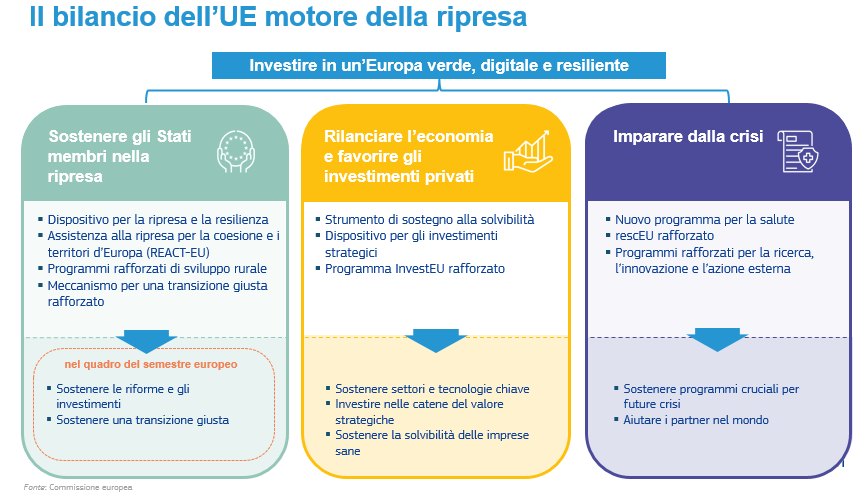 Il bilancio dell'UE motore della ripresa
Investire in un'Europa verde, digitale e resiliente
Sostenere gli Stati
membri nella
ripresa
▪ Dispositivo per la ripresa e la resilienza
▪ Assistenza alla ripresa per la coesione e i
territori d'Europa (REACT-EU)
▪ Programmi rafforzati di sviluppo rurale
▪ Meccanismo per una transizione giusta
rafforzato
nel quadro del semestre europeo
▪ Sostenere le riforme e gli
investimenti
▪ Sostenere una transizione giusta
Rilanciare l'economia
e favorire gli
investimenti privati
▪ Strumento di sostegno alla solvibilità
▪ Dispositivo per gli investimenti
strategici
▪ Programma InvestEU rafforzato
▪ Sostenere settori e tecnologie chiave
▪ Investire nelle catene del valore
strategiche
▪ Sostenere la solvibilità delle imprese
sane
Imparare dalla crisi
▪ Nuovo programma per la salute
▪ rescEU rafforzato
▪ Programmi rafforzati per la ricerca,
l'innovazione e l'azione esterna
▪ Sostenere programmi cruciali per
future crisi
▪ Aiutare i partner nel mondo
Fonte: Commissione europea